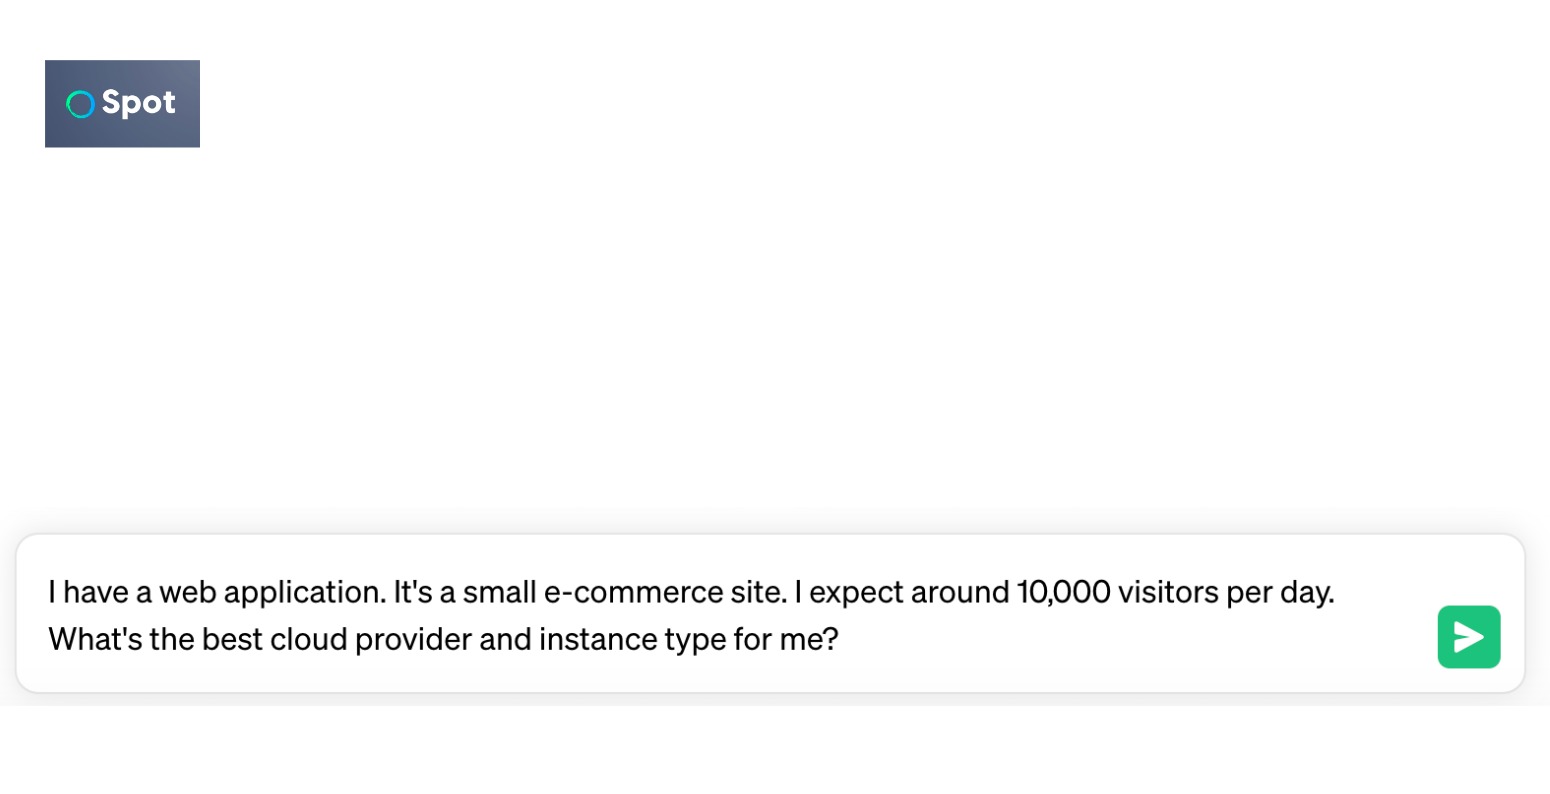 Spot
I have a web application. It's a small e-commerce site. I expect around 10,000 visitors per day.
What's the best cloud provider and instance type for me?